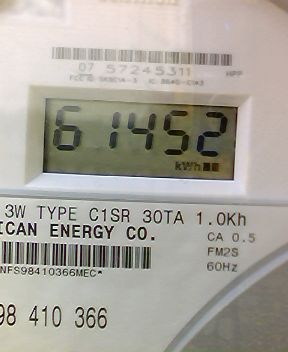 07 57245311 HPP
61452
kWh
3W TYPE C1SR 30TA 1.0Kh
ICAN ENERGY CO. CA 0.5
FM2S
NFS98410366MEC* 60Hz
98 410 366